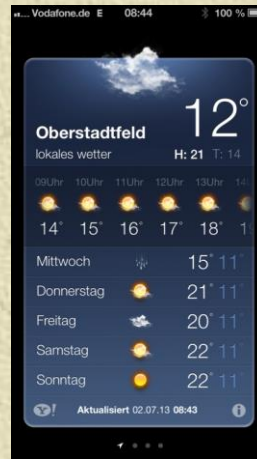 Vodafone.de E 08:44 100 %
12°
Oberstadtfeld
lokales wetter H: 21 T: 14
09Uhr 10Uhr 11Uhr 12Uhr 13Uhr
14° 15° 16° 17° 18°
Mittwoch 15° 11°
Donnerstag 21° 11°
Freitag 20° 11°
Samstag 22° 11°
Sonntag 22° 11°
Y! Aktualisiert 02.07.13 08:43 i